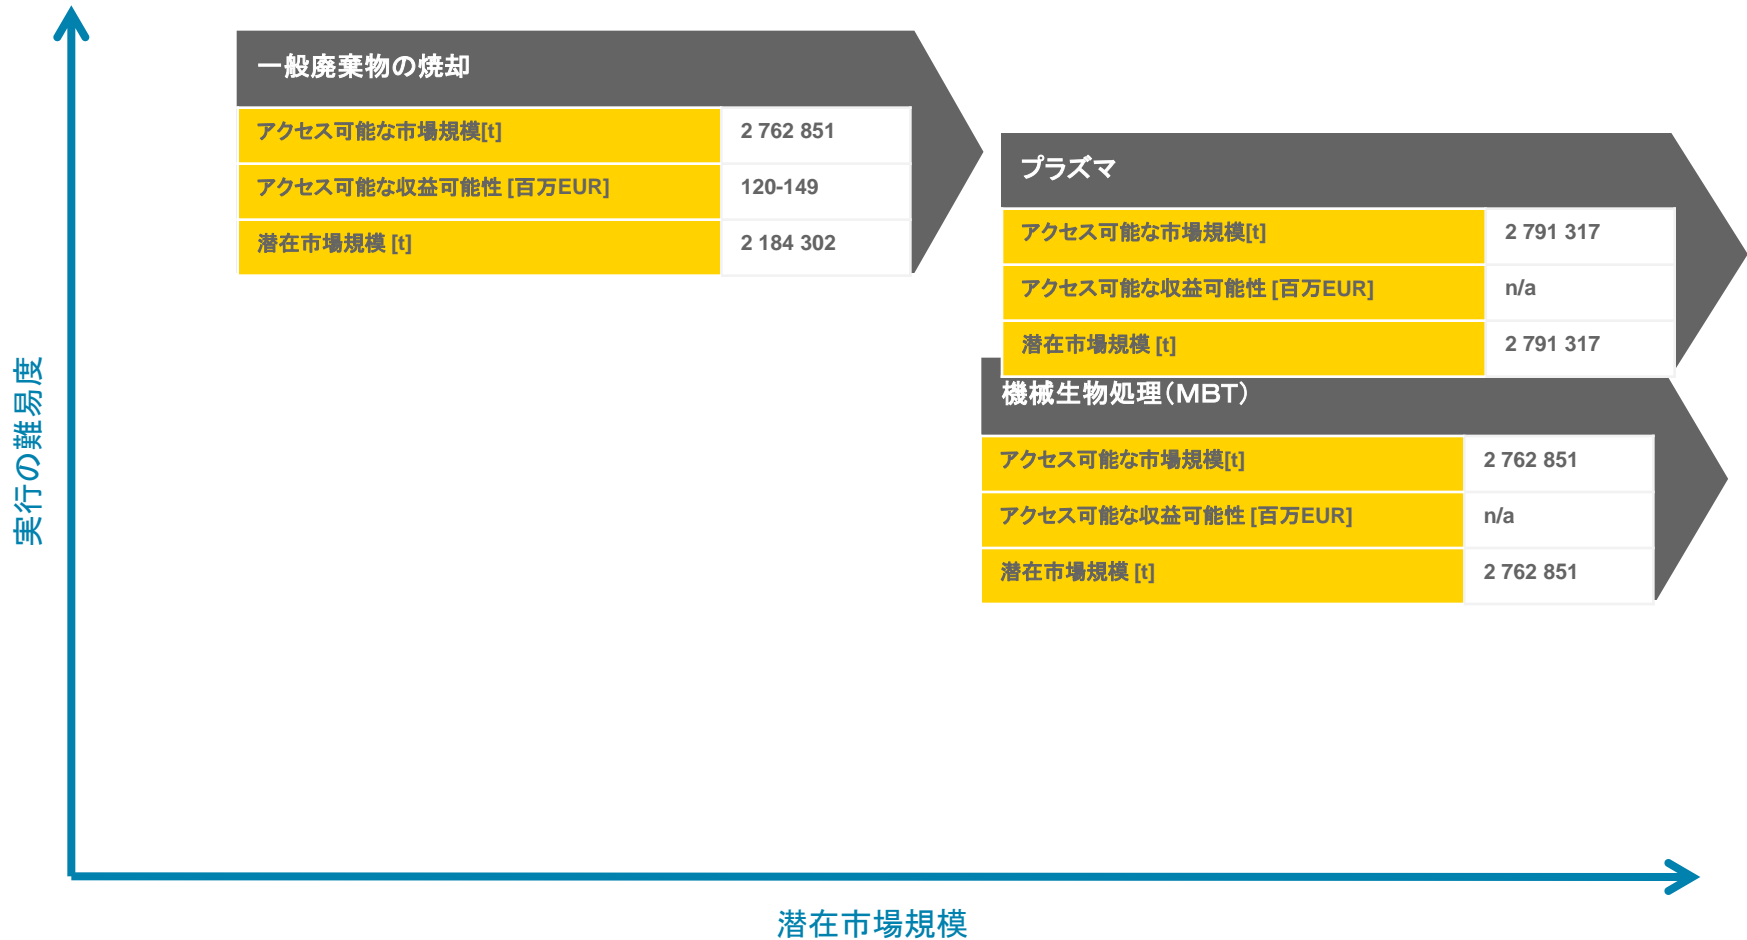 一般廃棄物の焼却
アクセス可能な市場規模[t] 2 762 851
アクセス可能な収益可能性 [百万EUR] 120-149
潜在市場規模 [t] 2 184 302
プラズマ
アクセス可能な市場規模[t] 2 791 317
アクセス可能な収益可能性 [百万EUR] n/a
潜在市場規模 [t] 2 791 317
機械生物処理（MBT）
アクセス可能な市場規模[t] 2 762 851
アクセス可能な収益可能性 [百万EUR] n/a
潜在市場規模 [t] 2 762 851
実行の難易度
潜在市場規模